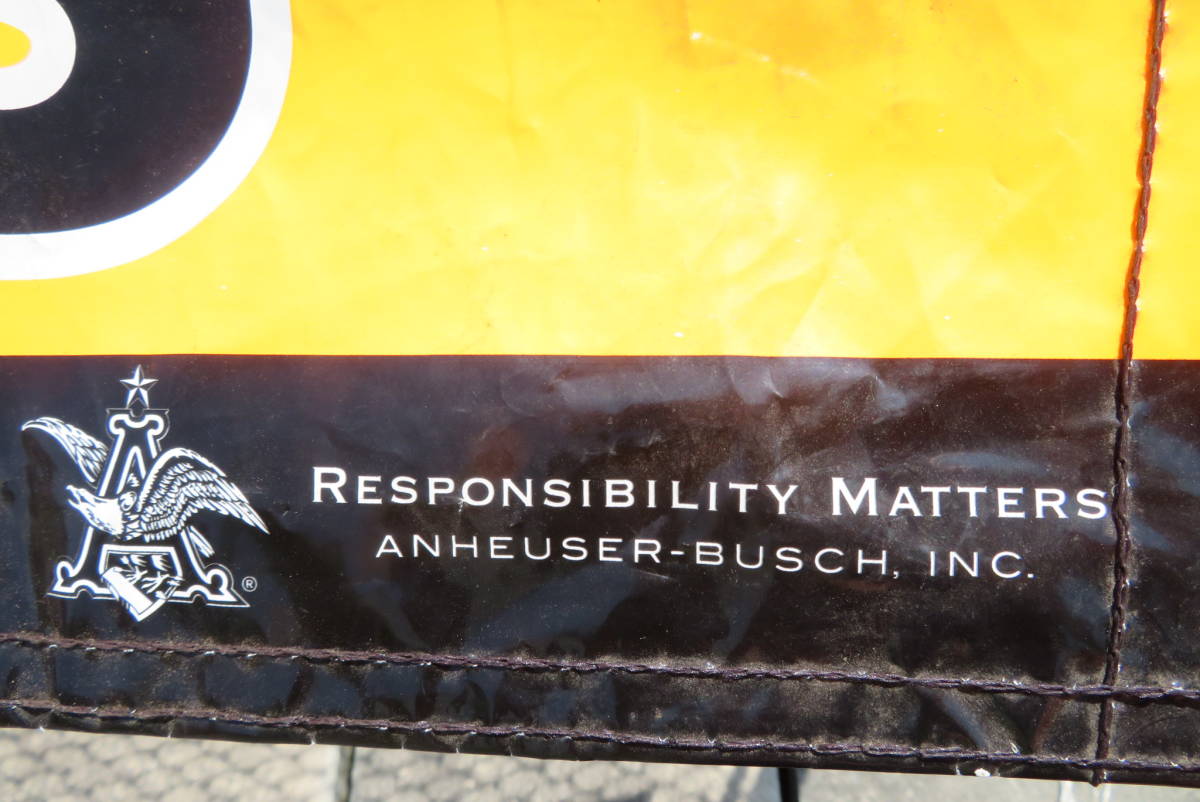 RESPONSIBILITY MATTERS
ANHEUSER-BUSCH, INC.
®